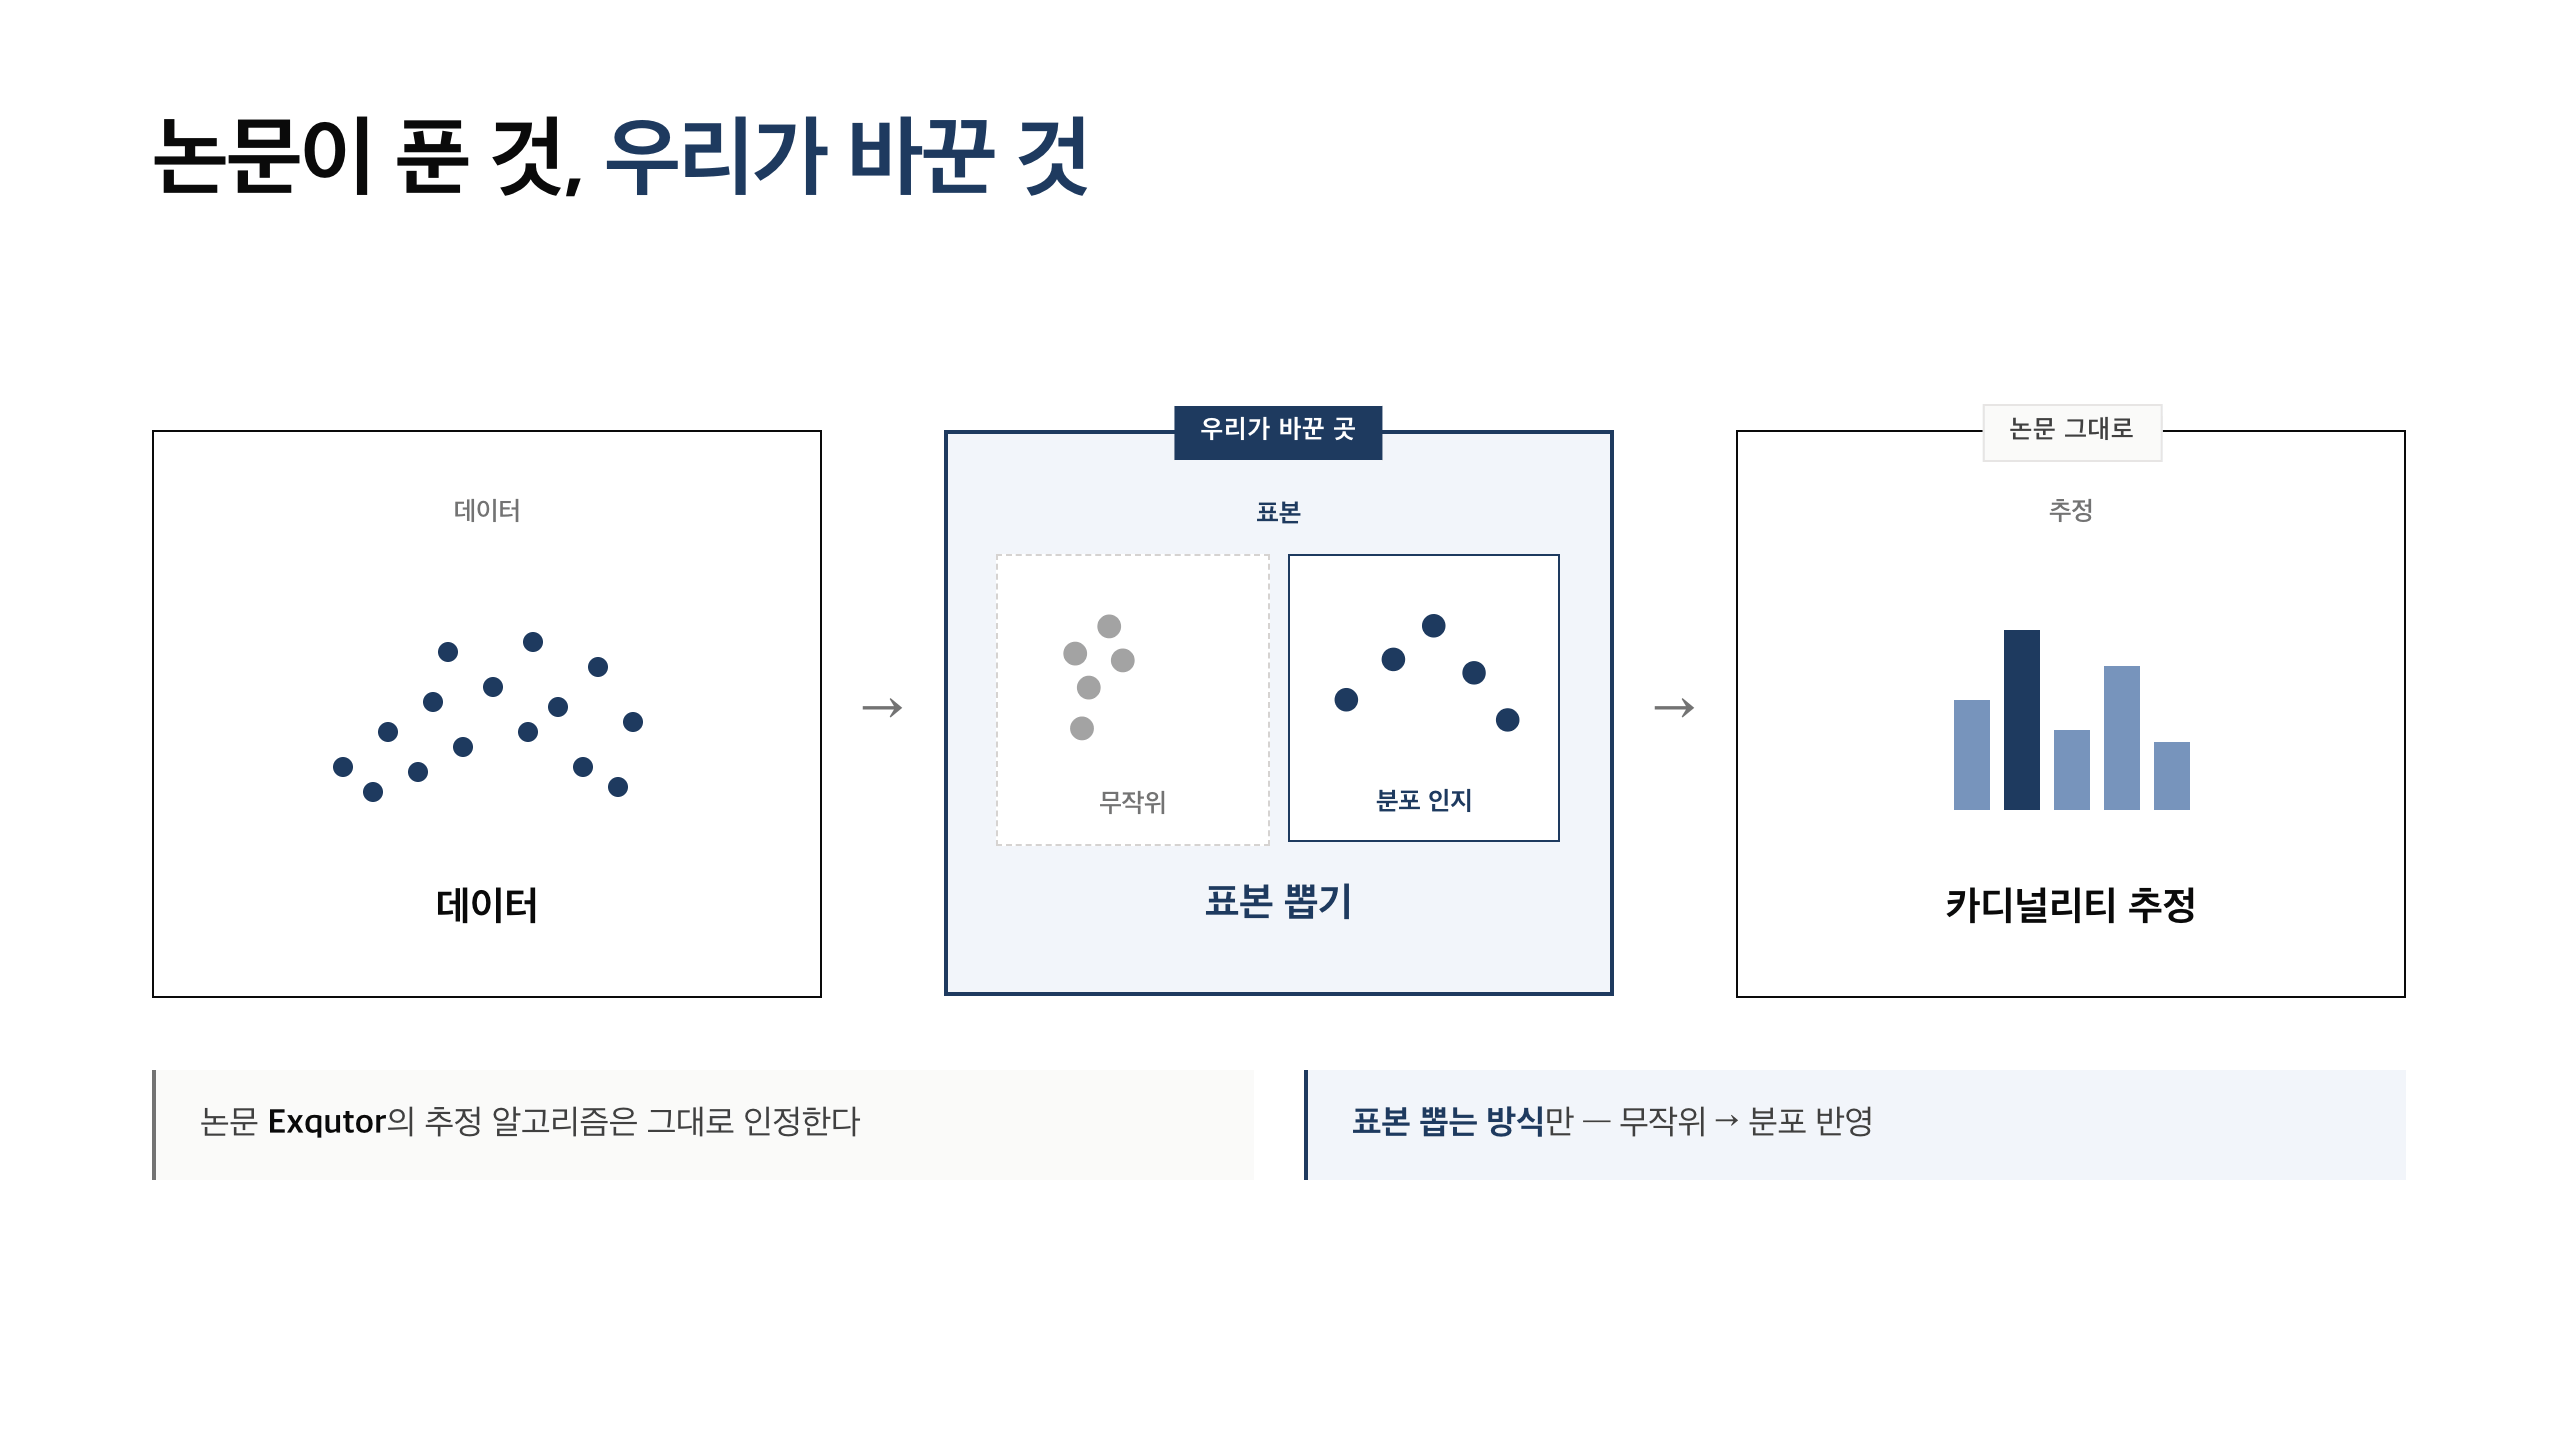 논문이 푼 것, 우리가 바꾼 것
데이터
데이터
→
우리가 바꾼 곳
표본
무작위
분포 인지
표본 뽑기
→
논문 그대로
추정
카디널리티 추정
논문 Exqutor의 추정 알고리즘은 그대로 인정한다
표본 뽑는 방식만 — 무작위 → 분포 반영